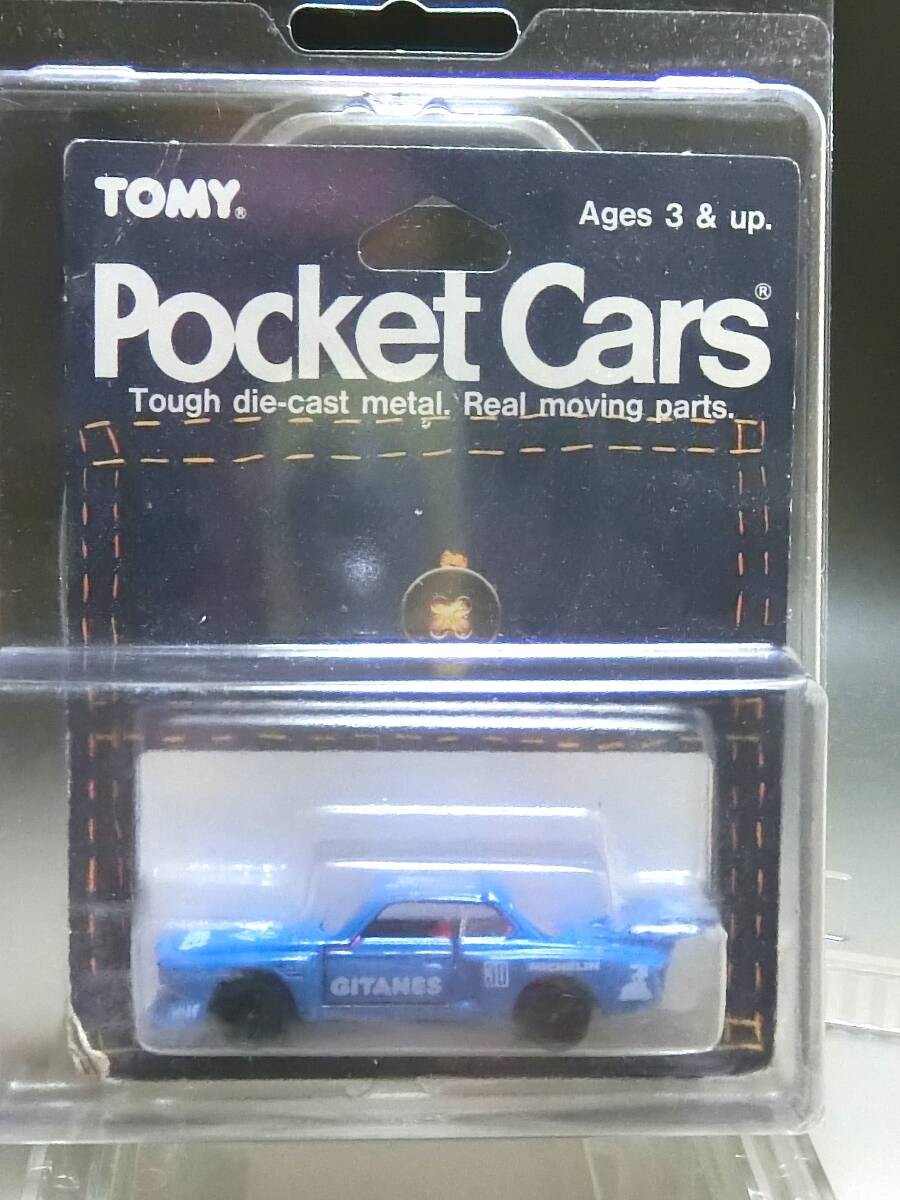 TOMY®
Ages 3 & up.
Pocket Cars®
Tough die-cast metal. Real moving parts.
GITANES
30
MICHELIN